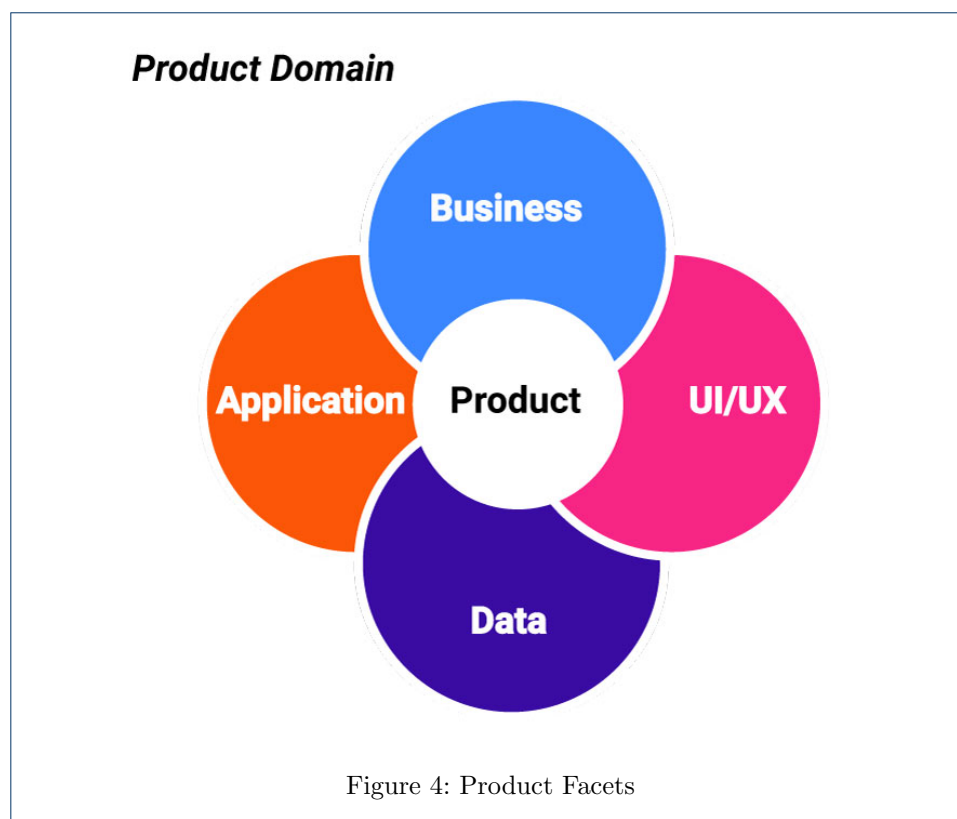 Product Domain
Business
Application
Product
UI/UX
Data
Figure 4: Product Facets